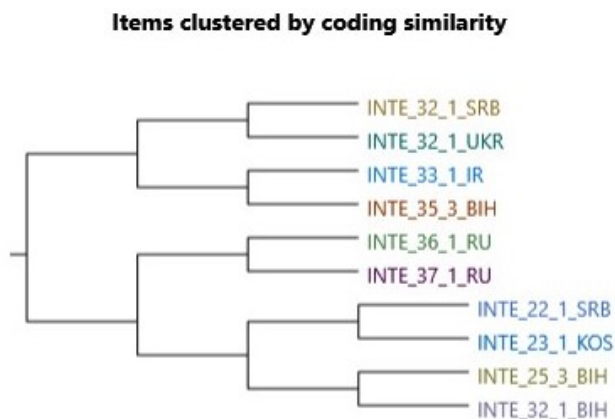 Items clustered by coding similarity
INTE_32_1_SRB
INTE_32_1_UKR
INTE_33_1_IR
INTE_35_3_BIH
INTE_36_1_RU
INTE_37_1_RU
INTE_22_1_SRB
INTE_23_1_KOS
INTE_25_3_BIH
INTE_32_1_BIH